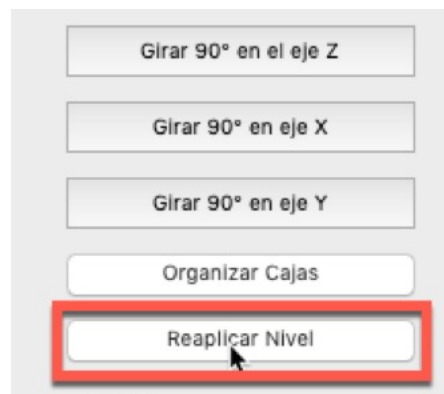 Girar 90° en el eje Z
Girar 90° en eje X
Girar 90° en eje Y
Organizar Cajas
Reaplicar Nivel